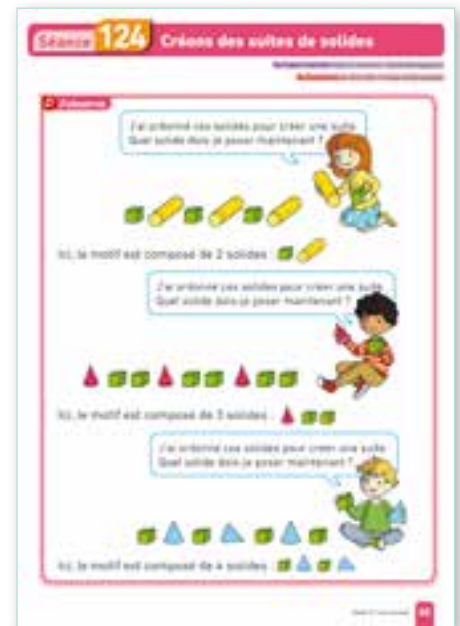 Séance 124 Créons des suites de solides
J'ai ordonné ces solides pour créer une suite.
Quel solide dois-je poser maintenant ?
Ici, le motif est composé de 2 solides :
J'ai ordonné ces solides pour créer une suite.
Quel solide dois-je poser maintenant ?
Ici, le motif est composé de 3 solides :
J'ai ordonné ces solides pour créer une suite.
Quel solide dois-je poser maintenant ?
Ici, le motif est composé de 4 solides :